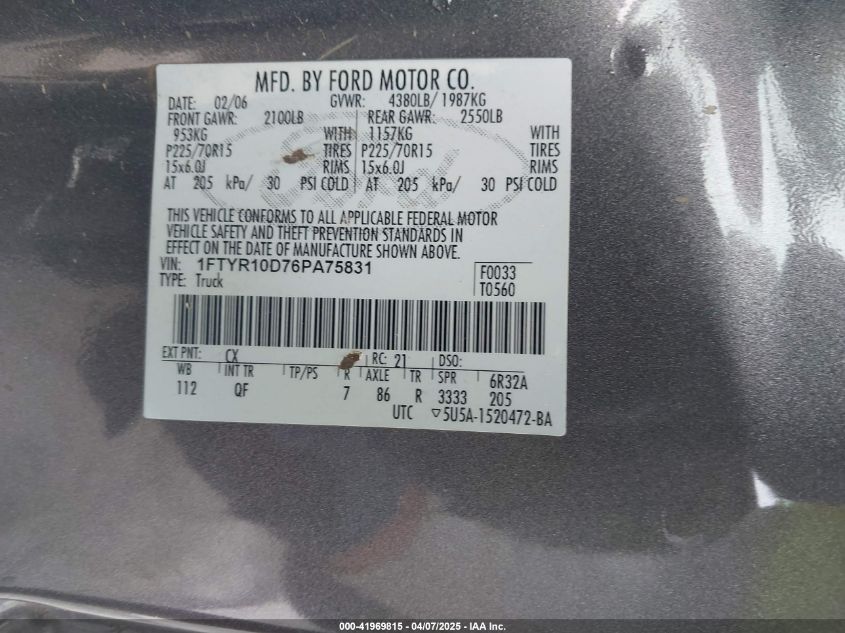 MFD. BY FORD MOTOR CO.
DATE: 02/06 GVWR: 4380LB/ 1987KG
FRONT GAWR: 2100LB REAR GAWR: 2550LB
953KG WITH 1157KG WITH
P225/70R15 TIRES P225/70R15 TIRES
15x6.0J RIMS 15x6.0J RIMS
AT 205 kPa/ 30 PSI COLD AT 205 kPa/ 30 PSI COLD
THIS VEHICLE CONFORMS TO ALL APPLICABLE FEDERAL MOTOR
VEHICLE SAFETY AND THEFT PREVENTION STANDARDS IN
EFFECT ON THE DATE OF MANUFACTURE SHOWN ABOVE.
VIN: 1FTYR10D76PA75831 F0033
TYPE: Truck T0560
EXT PNT: CX RC: 21 DSO:
WB INT TR TP/PS R AXLE TR SPR 6R32A
112 QF 7 86 R 3333 205
UTC ▽5U5A-1520472-BA
000-41969815 - 04/07/2025 - IAA Inc.